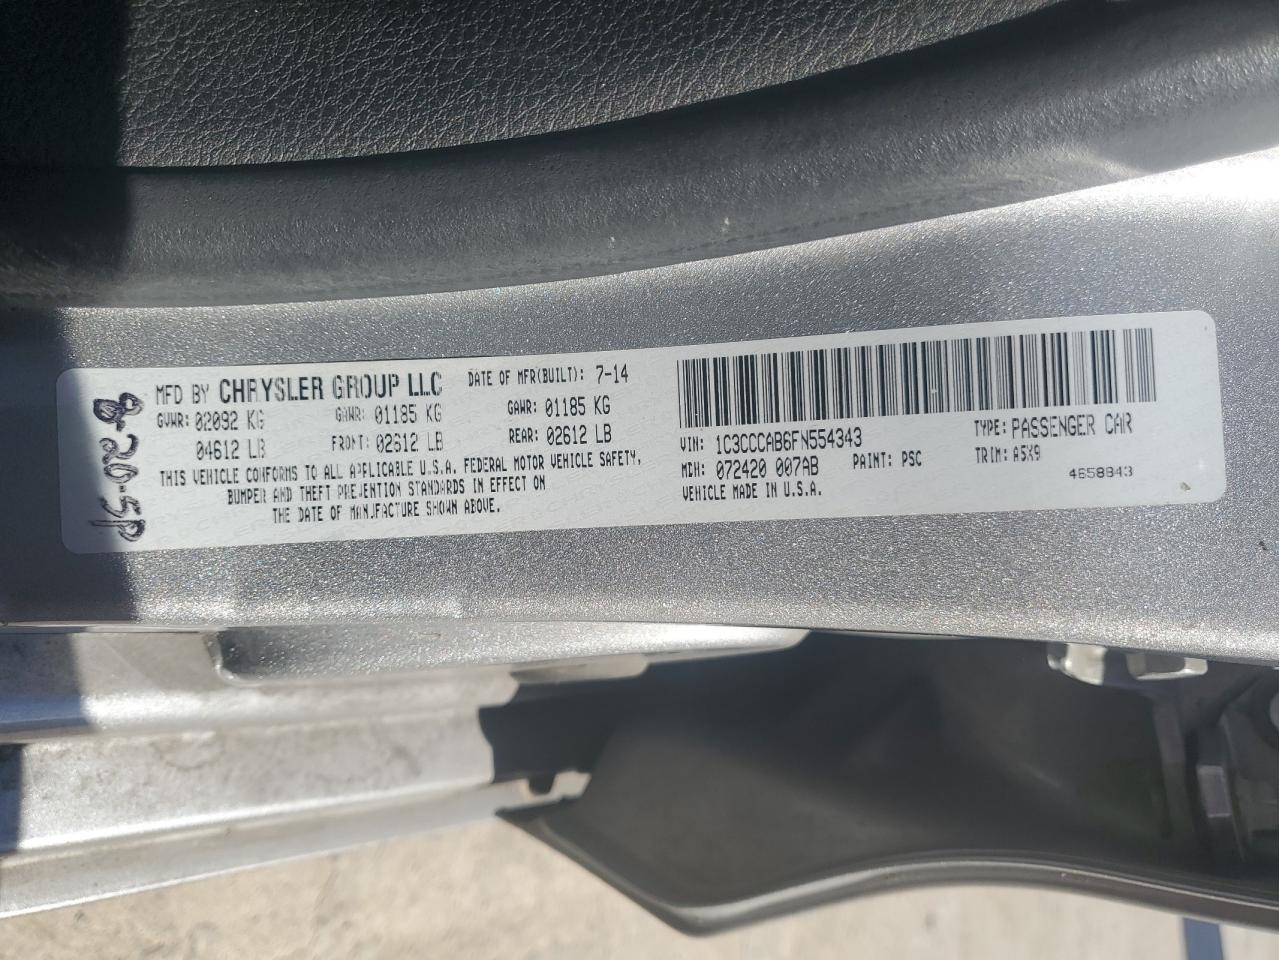 MFD BY CHRYSLER GROUP LLC DATE OF MFR(BUILT): 7-14
GVWR: 02092 KG GAWR: 01185 KG GAWR: 01185 KG
04612 LB FRONT: 02612 LB REAR: 02612 LB
THIS VEHICLE CONFORMS TO ALL APPLICABLE U.S.A. FEDERAL MOTOR VEHICLE SAFETY,
BUMPER AND THEFT PREVENTION STANDARDS IN EFFECT ON
THE DATE OF MANUFACTURE SHOWN ABOVE.
VIN: 1C3CCCAB6FN554343 TYPE: PASSENGER CAR
MDH: 072420 007AB PAINT: PSC TRIM: A5X9
VEHICLE MADE IN U.S.A. 4658943